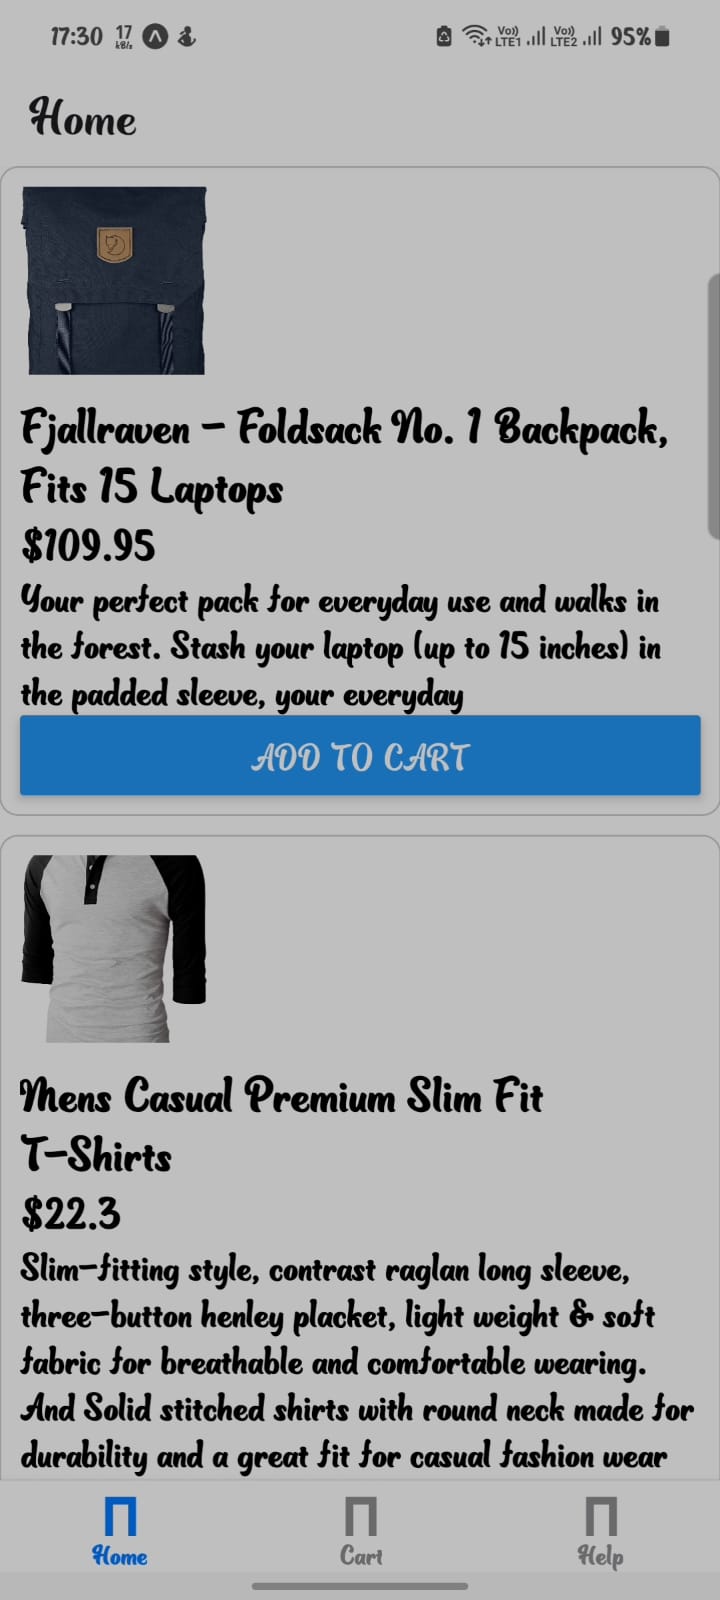 17:30 17 kB/s
Vo)) LTE1 Vo)) LTE2 95%
Home
Fjallraven - Foldsack No. 1 Backpack,
Fits 15 Laptops
$109.95
Your perfect pack for everyday use and walks in
the forest. Stash your laptop (up to 15 inches) in
the padded sleeve, your everyday
ADD TO CART
Mens Casual Premium Slim Fit
T-Shirts
$22.3
Slim-fitting style, contrast raglan long sleeve,
three-button henley placket, light weight & soft
fabric for breathable and comfortable wearing.
And Solid stitched shirts with round neck made for
durability and a great fit for casual fashion wear
Home Cart Help